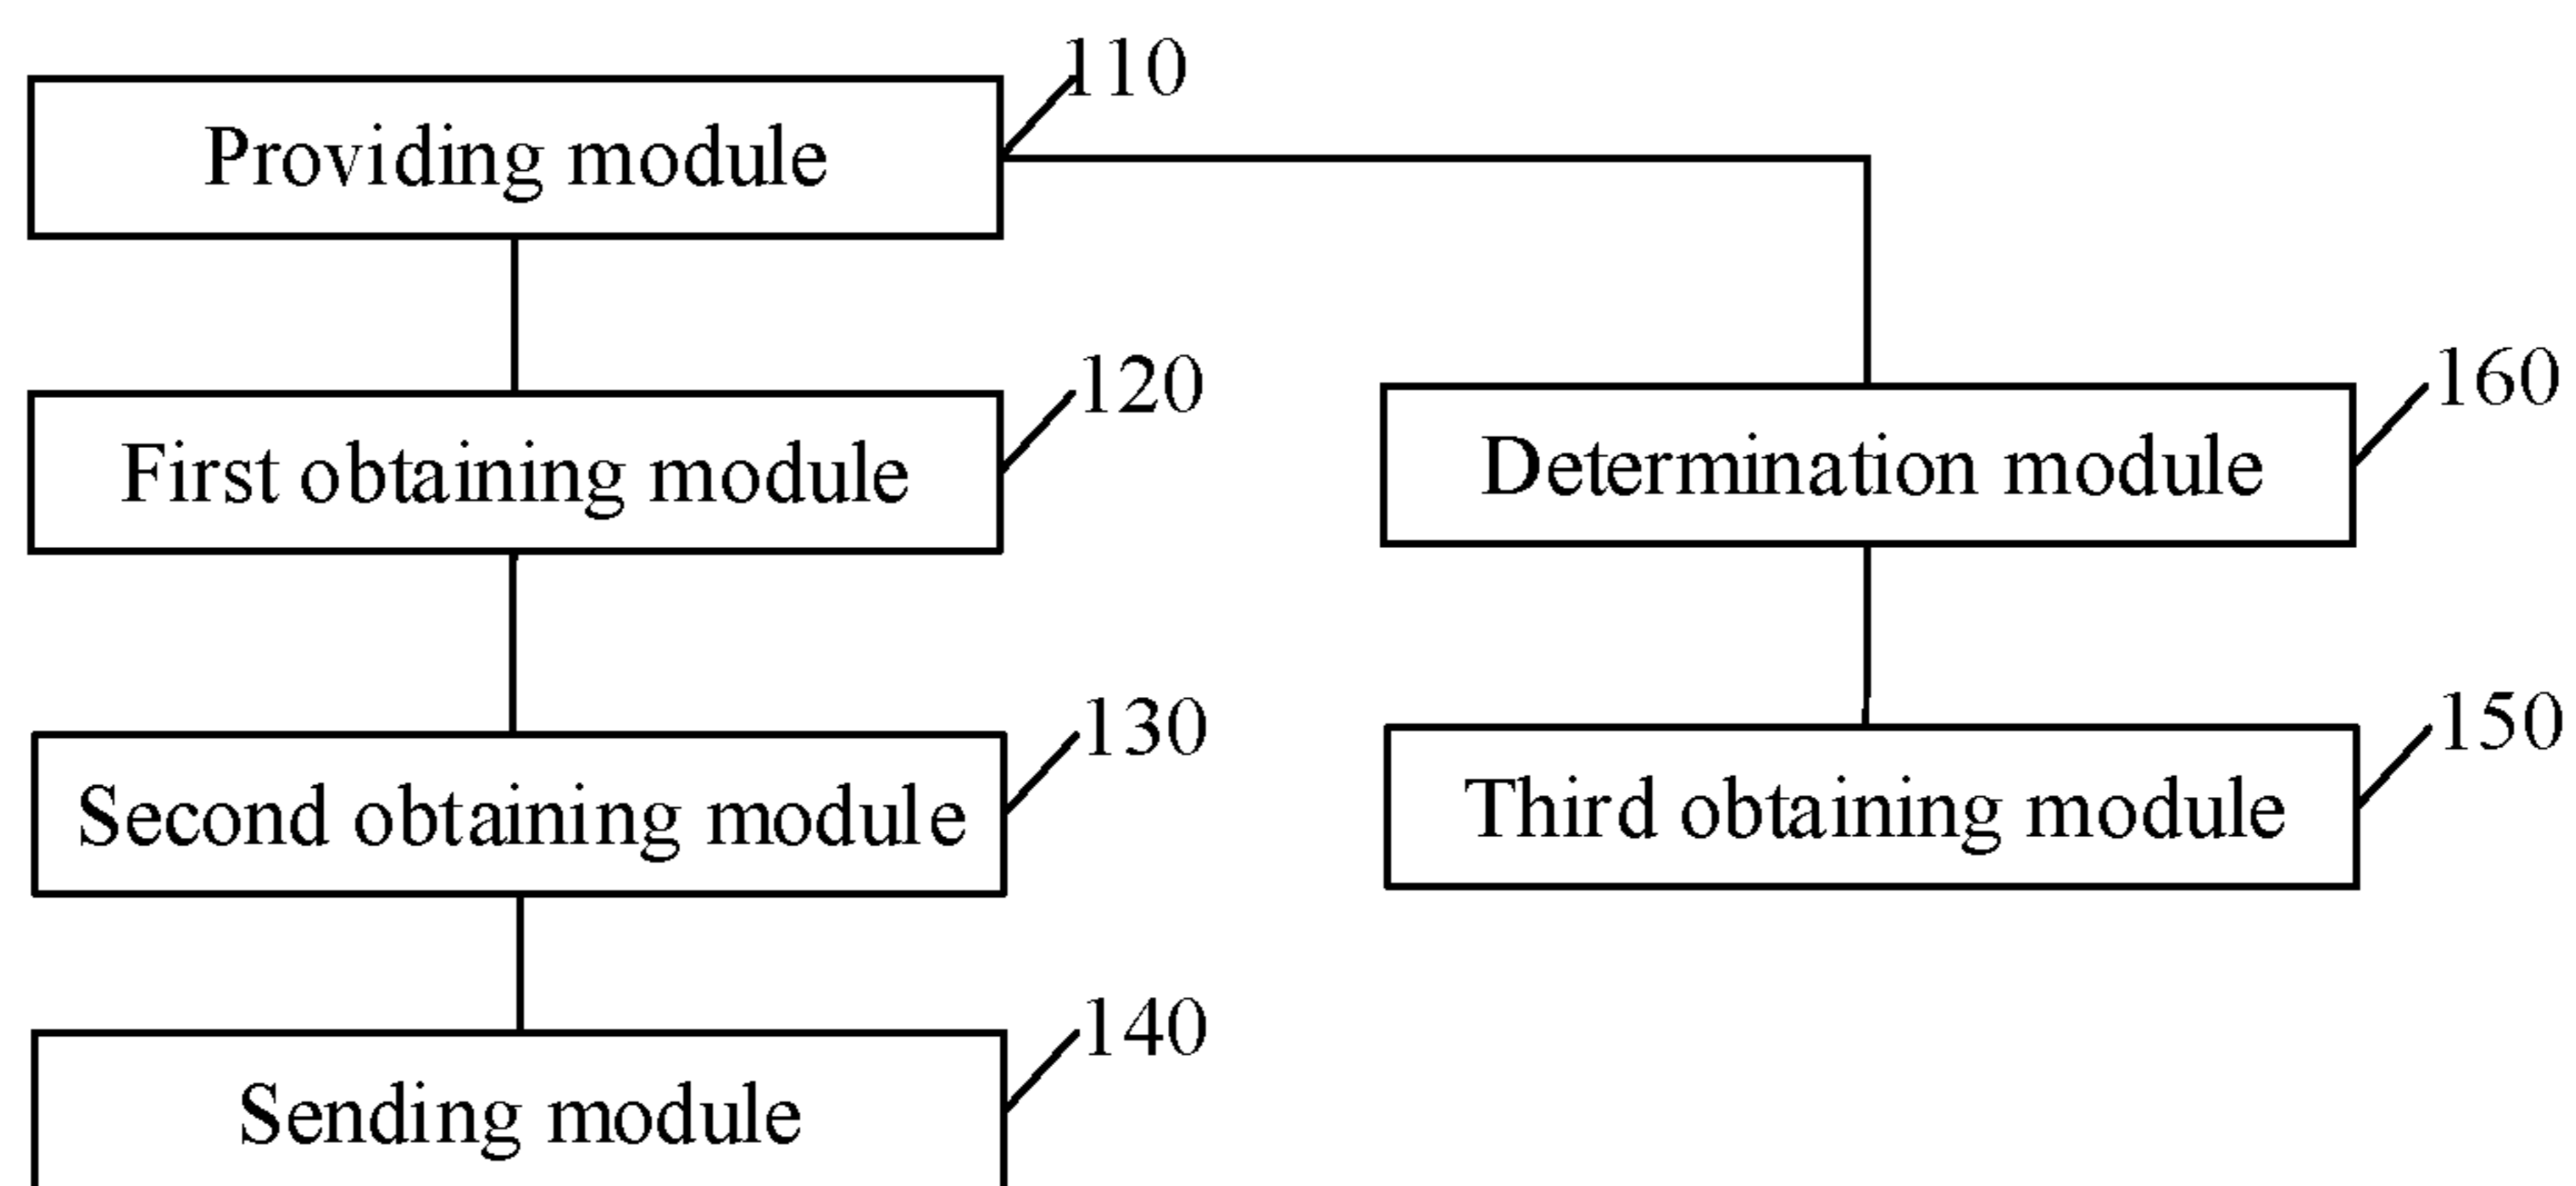 110
Providing module
120
First obtaining module
160
Determination module
130
Second obtaining module
150
Third obtaining module
140
Sending module